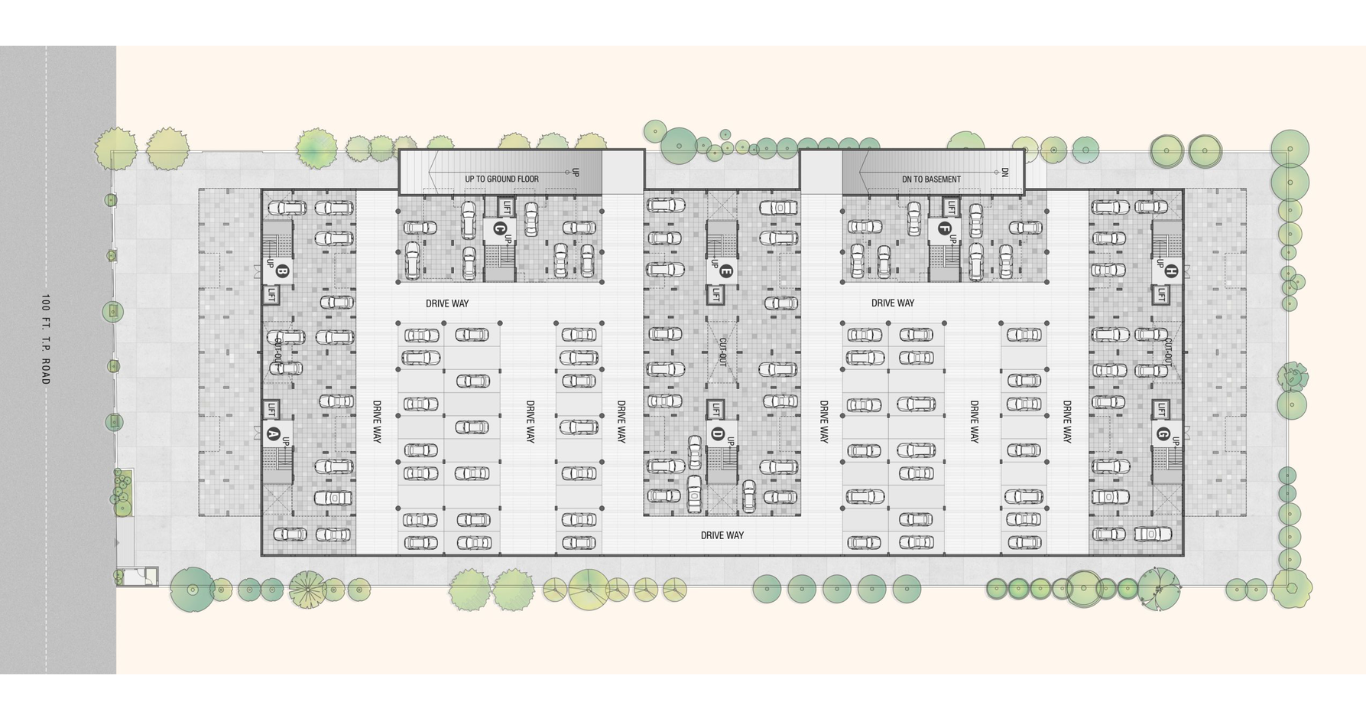 UP TO GROUND FLOOR
UP
DN TO BASEMENT
DN
LIFT
C
UP
LIFT
F
UP
UP
B
LIFT
E
UP
LIFT
UP
H
LIFT
DRIVE WAY
DRIVE WAY
100 FT. T.P. ROAD
CUT-OUT
CUT-OUT
CUT-OUT
LIFT
A
UP
DRIVE WAY
DRIVE WAY
DRIVE WAY
LIFT
D
UP
DRIVE WAY
DRIVE WAY
DRIVE WAY
LIFT
G
UP
DRIVE WAY